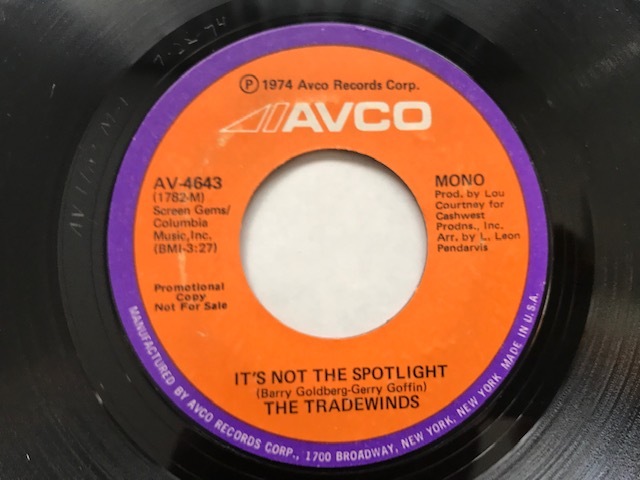 Ⓟ 1974 Avco Records Corp.
AVCO
AV-4643
(1782-M)
Screen Gems/
Columbia
Music,Inc.
(BMI-3:27)
Promotional
Copy
Not For Sale
MONO
Prod. by Lou
Courtney for
Cashwest
Prodns., Inc.
Arr. by L. Leon
Pendarvis
IT'S NOT THE SPOTLIGHT
(Barry Goldberg-Gerry Goffin)
THE TRADEWINDS
MANUFACTURED BY AVCO RECORDS CORP., 1700 BROADWAY, NEW YORK, NEW YORK MADE IN U.S.A.